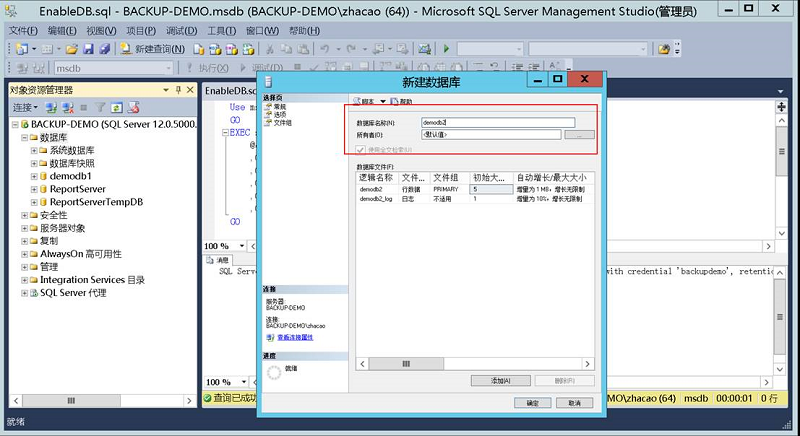 EnableDB.sql - BACKUP-DEMO.msdb (BACKUP-DEMO\zhacao (64)) - Microsoft SQL Server Management Studio(管理员)
文件(F) 编辑(E) 视图(V) 项目(P) 调试(D) 工具(T) 窗口(W) 帮助(H)
新建查询(N)
msdb 执行(X) 调试(D)
对象资源管理器
连接
BACKUP-DEMO (SQL Server 12.0.5000.
数据库
系统数据库
数据库快照
demodb1
ReportServer
ReportServerTempDB
安全性
服务器对象
复制
AlwaysOn 高可用性
管理
Integration Services 目录
SQL Server 代理
EnableDB.sq
Use m
GO
EXEC
GO
100 %
消息
SQL Serv
with credential 'backupdemo', retentio
100 %
查询已成功
MO\zhacao (64) msdb 00:00:01 0 行
就绪
新建数据库
选择页
常规
选项
文件组
脚本 帮助
数据库名称(N): demodb2
所有者(O): <默认值> ...
使用全文检索(U)
数据库文件(F):
逻辑名称 文件... 文件组 初始大... 自动增长/最大大小
demodb2 行数据 PRIMARY 5 增量为 1 MB，增长无限制
demodb2_log 日志 不适用 1 增量为 10%，增长无限制
连接
服务器:
BACKUP-DEMO
连接:
BACKUP-DEMO\zhacao
查看连接属性
进度
就绪
添加(A) 删除(R)
确定 取消